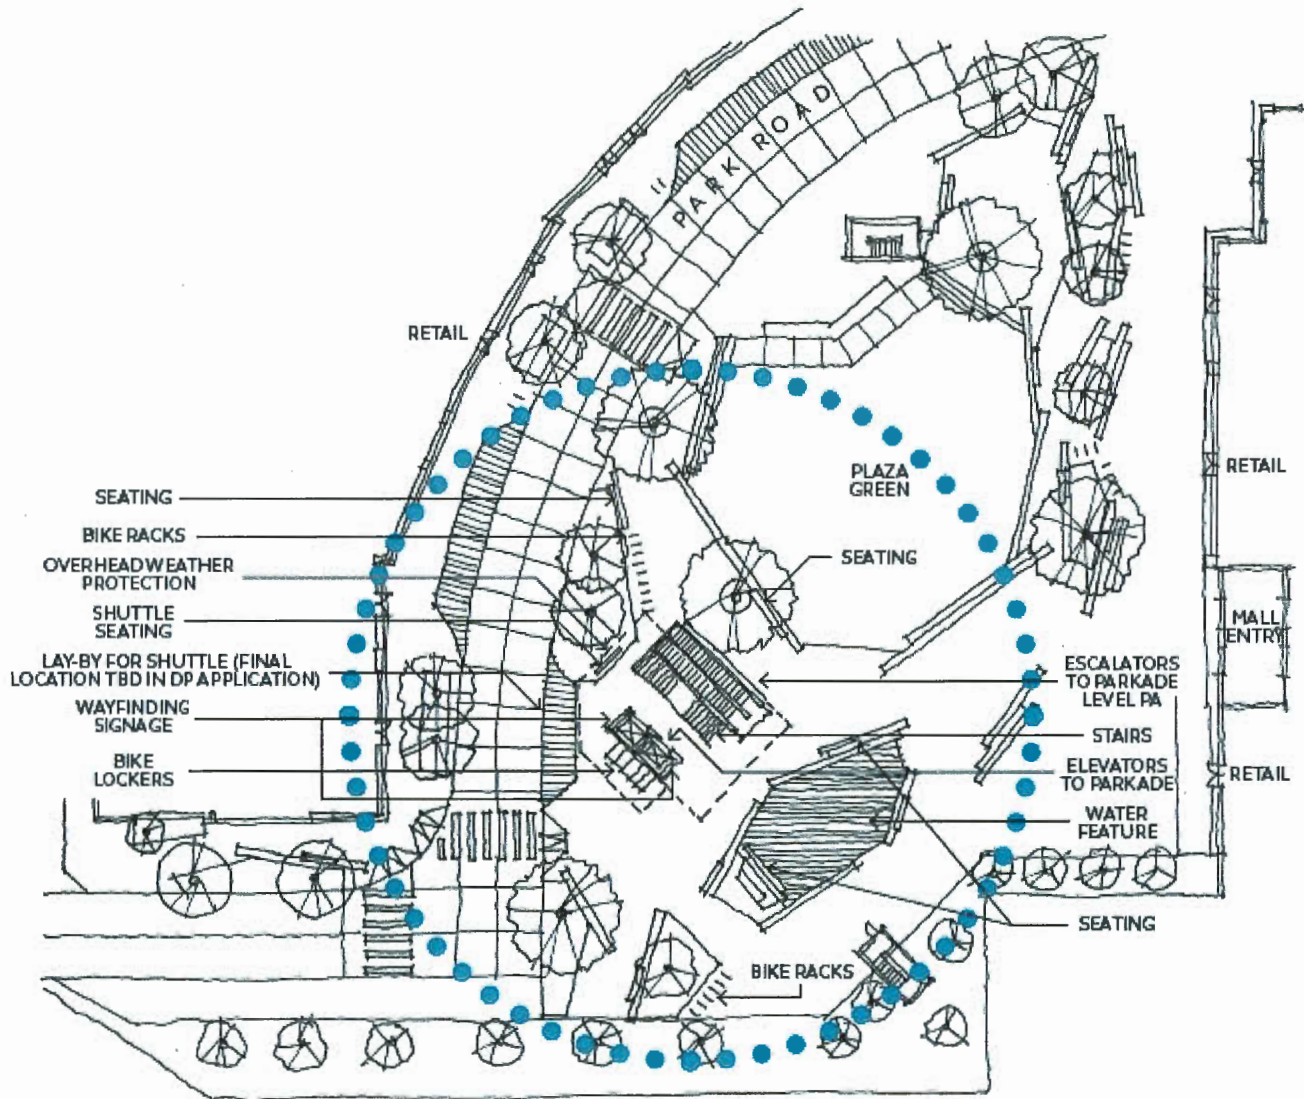 PARK ROAD
RETAIL
PLAZA
GREEN
RETAIL
SEATING
BIKE RACKS
SEATING
OVERHEAD WEATHER
PROTECTION
SHUTTLE
SEATING
MALL
ENTRY
LAY-BY FOR SHUTTLE (FINAL
LOCATION TBD IN DP APPLICATION)
ESCALATORS
TO PARKADE
LEVEL PA
WAYFINDING
SIGNAGE
STAIRS
BIKE
LOCKERS
ELEVATORS
TO PARKADE
RETAIL
WATER
FEATURE
SEATING
BIKE RACKS